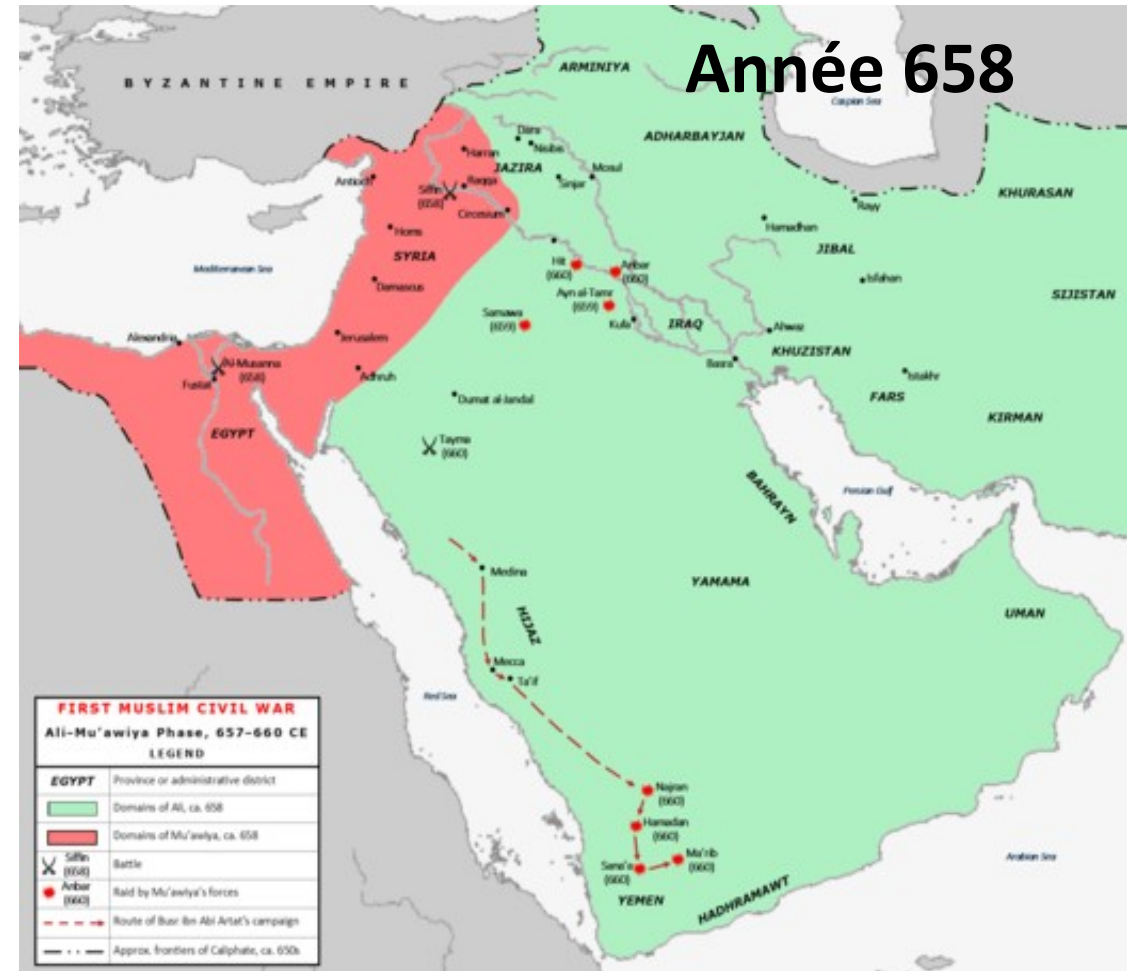 Année 658
BYZANTINE EMPIRE
ARMINIYA
Caspian Sea
ADHARBAYJAN
Dara
Nisibis
Harran
JAZIRA
Mosul
Antioch
Raqqa
Sinjar
Siffin
(658)
KHURASAN
Rayy
Circesium
Hamadhan
Homs
JIBAL
SYRIA
Mediterranean Sea
Hit
(660)
Anbar
(660)
Isfahan
Damascus
Ayn al-Tamr
(659)
SIJISTAN
Samawa
(659)
Kufa
IRAQ
Ahwaz
Alexandria
Jerusalem
KHUZISTAN
Basra
Al-Musanna
(658)
Adhruh
Istakhr
Fustat
Dumat al-Jandal
FARS
KIRMAN
EGYPT
Tayma
(660)
BAHRAYN
Persian Gulf
Medina
YAMAMA
HIJAZ
UMAN
Mecca
Ta'if
Red Sea
Najran
(660)
Hamadan
(660)
Ma'rib
(660)
Sana'a
(660)
Arabian Sea
YEMEN
HADHRAMAWT
FIRST MUSLIM CIVIL WAR
Ali–Mu'awiya Phase, 657–660 CE
LEGEND
EGYPT Province or administrative district
Domains of Ali, ca. 658
Domains of Mu'awiya, ca. 658
Siffin
(658)
Battle
Anbar
(660)
Raid by Mu'awiya's forces
Route of Busr ibn Abi Artat's campaign
Approx. frontiers of Caliphate, ca. 650s